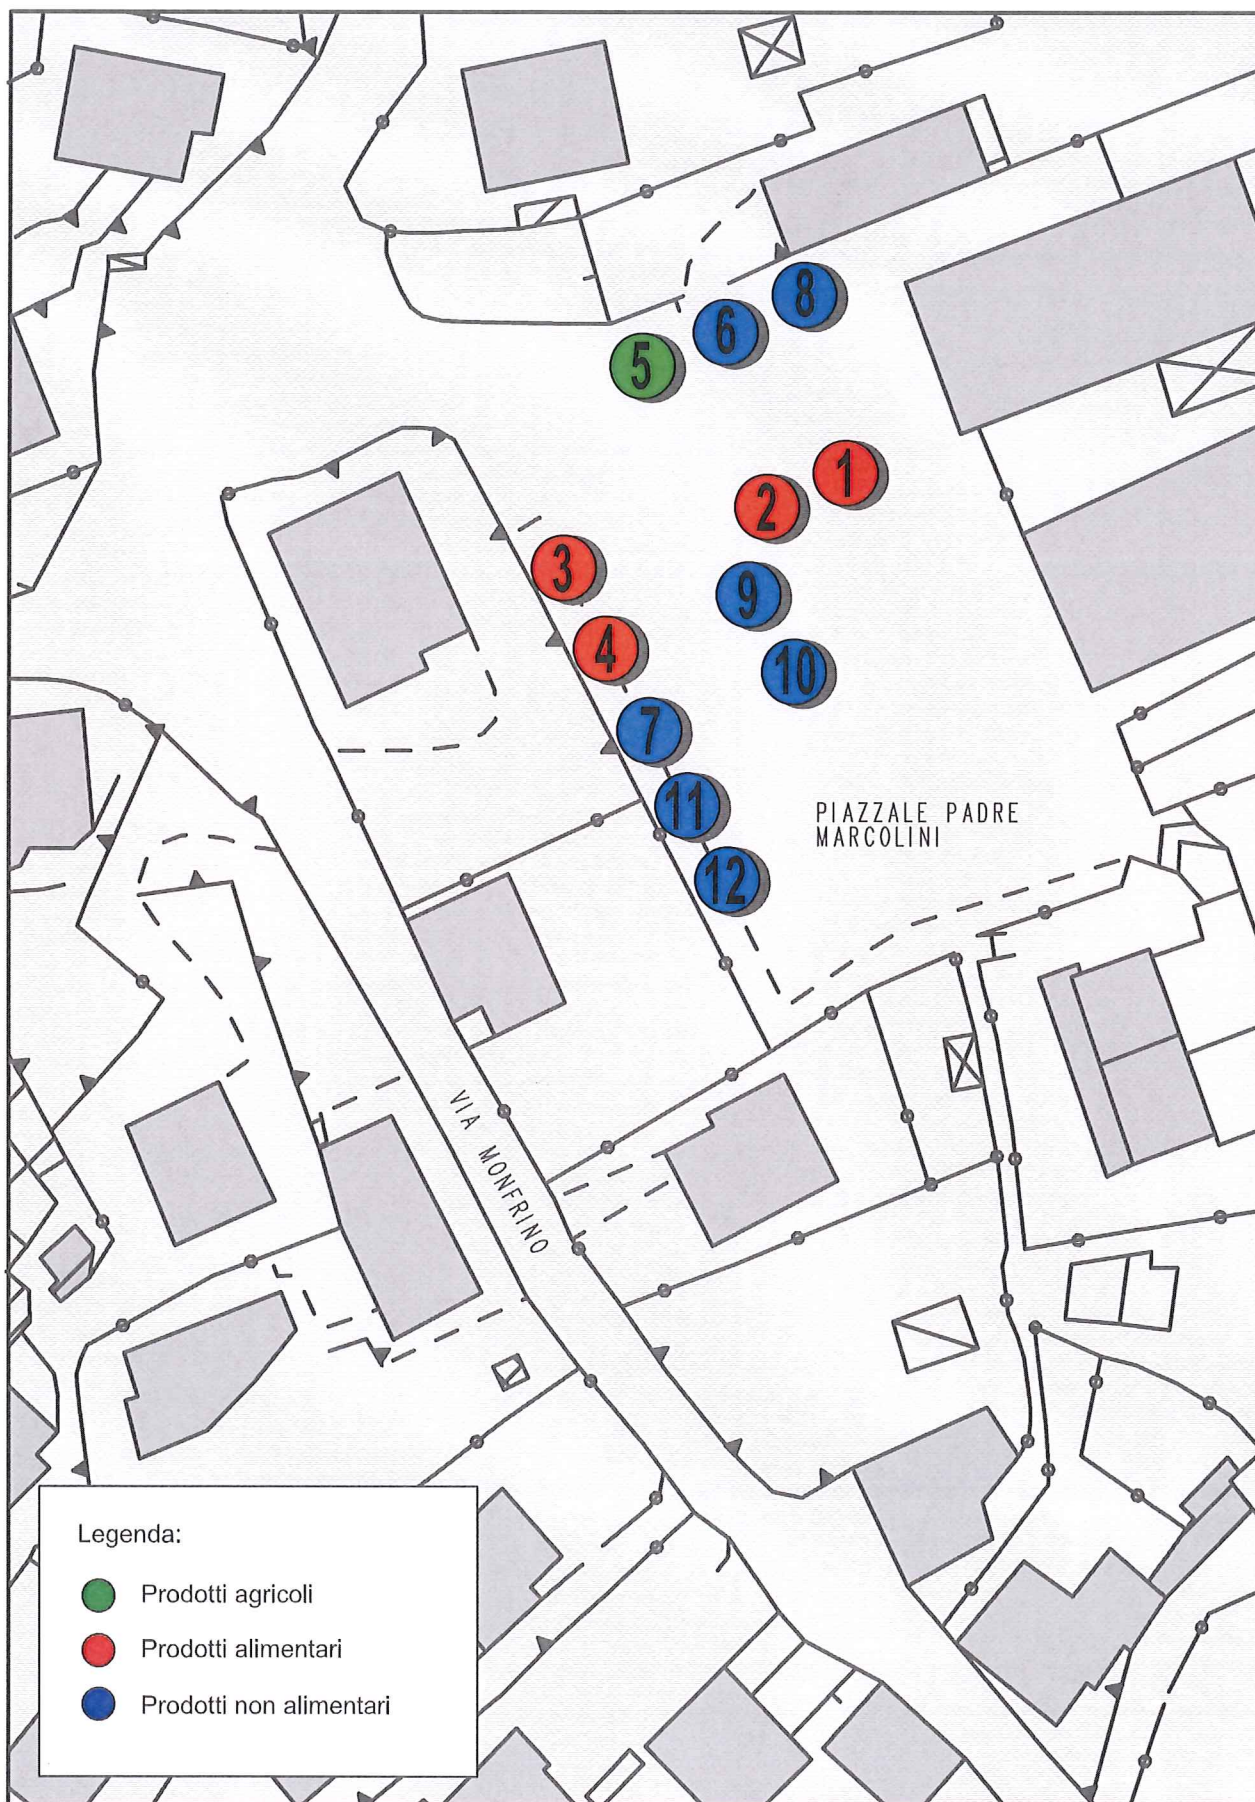 8
6
5
1
2
3
9
4
10
7
11
12
PIAZZALE PADRE
MARCOLINI
VIA MONFRINO
Legenda:
Prodotti agricoli
Prodotti alimentari
Prodotti non alimentari